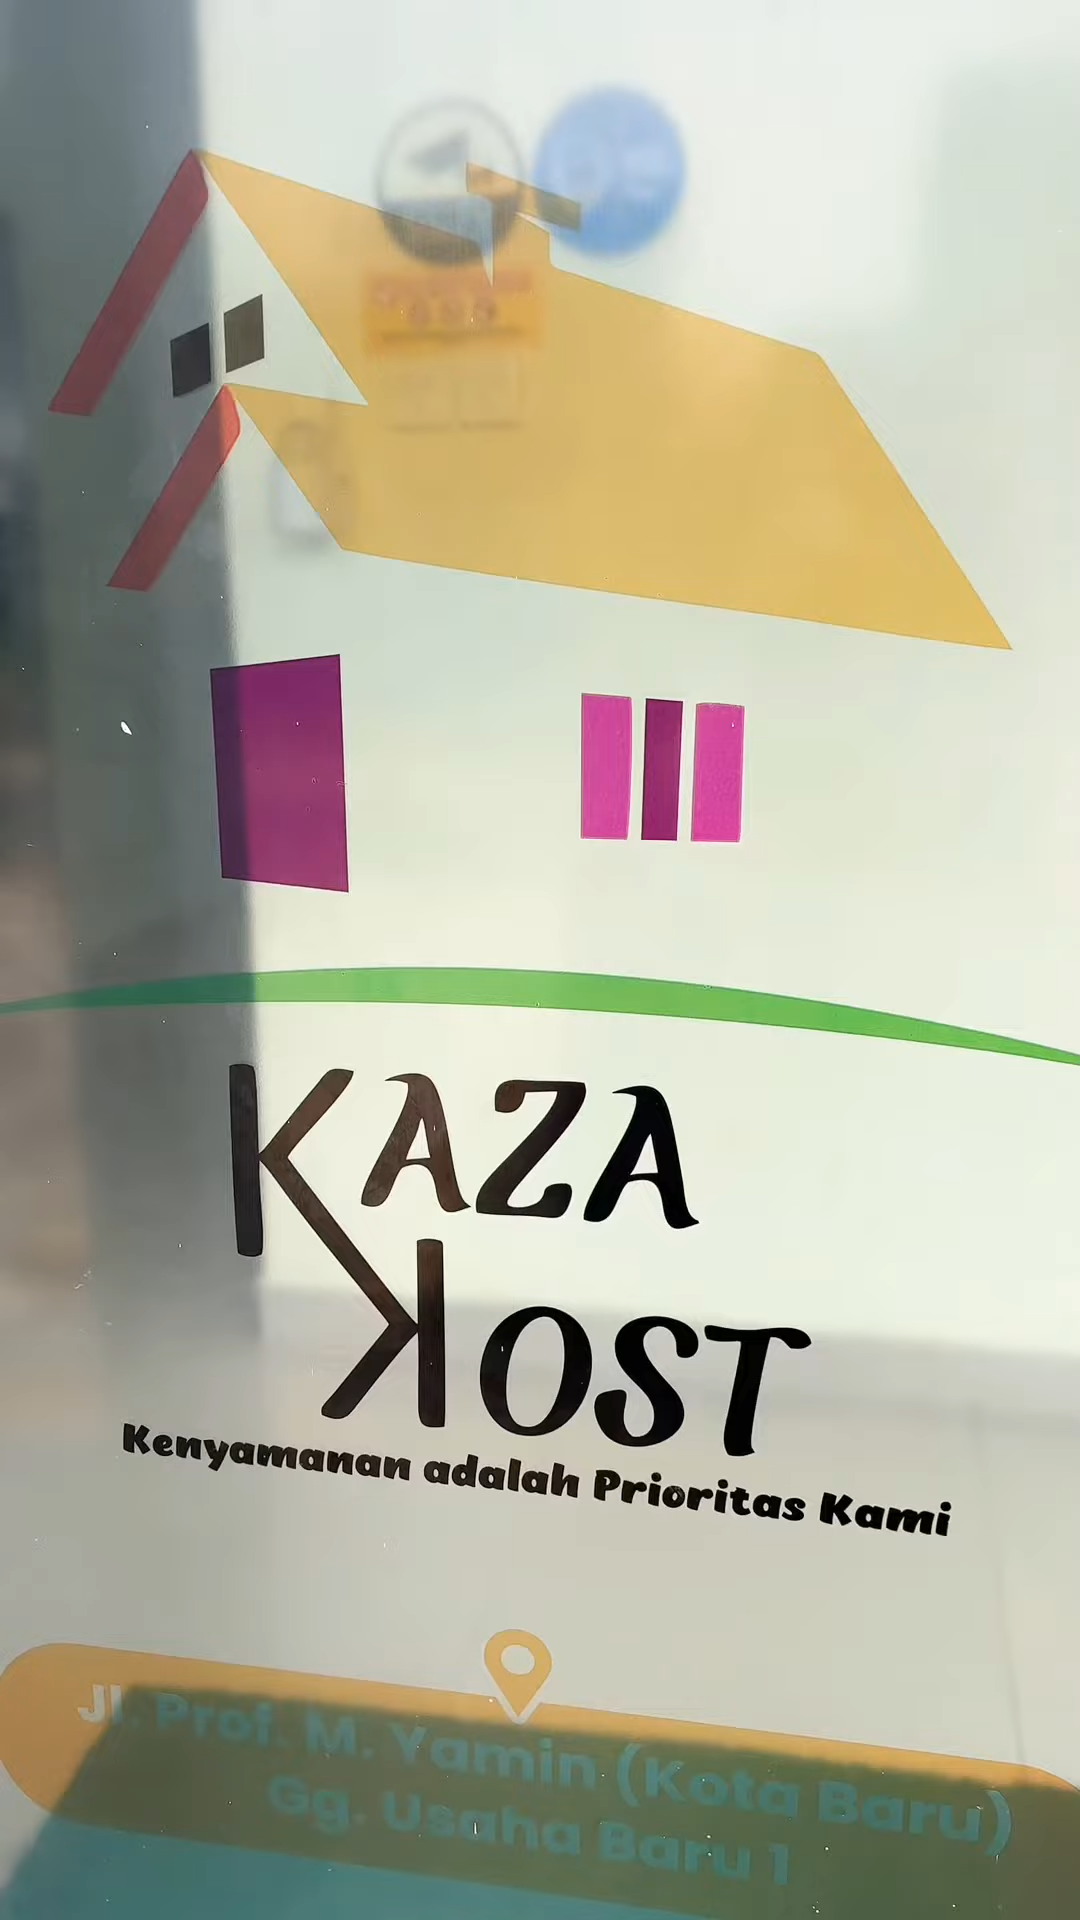 KAZA
KOST
Kenyamanan adalah Prioritas Kami
Jl. Prof. M. Yamin (Kota Baru)
Gg. Usaha Baru 1